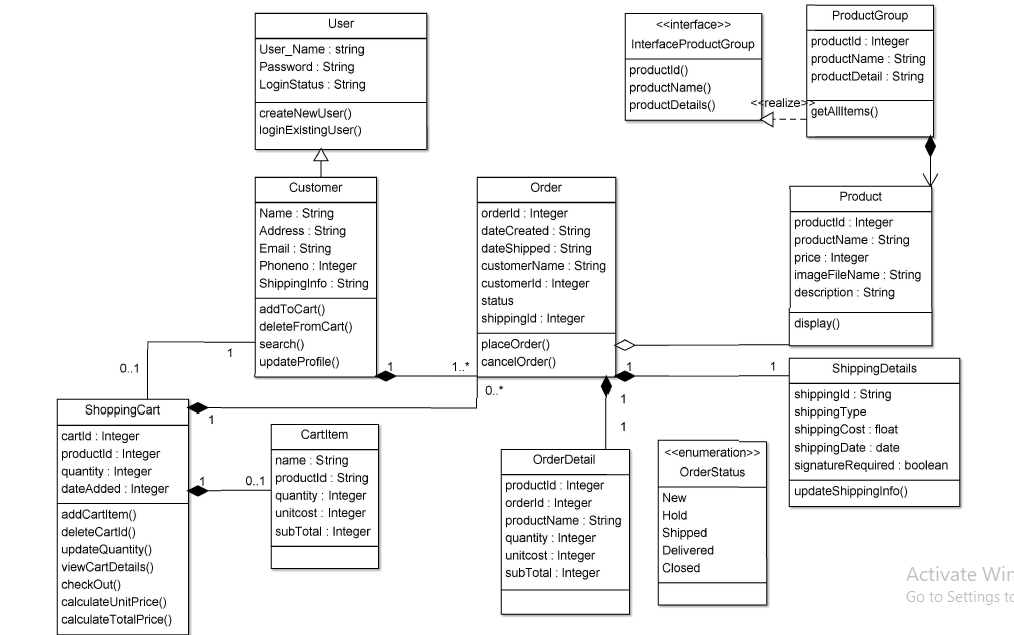 User
User_Name : string
Password : String
LoginStatus : String
createNewUser()
loginExistingUser()
<<interface>>
InterfaceProductGroup
productId()
productName()
productDetails()
<<realize>>
ProductGroup
productId : Integer
productName : String
productDetail : String
getAllItems()
Customer
Name : String
Address : String
Email : String
Phoneno : Integer
ShippingInfo : String
addToCart()
deleteFromCart()
search()
updateProfile()
Order
orderId : Integer
dateCreated : String
dateShipped : String
customerName : String
customerId : Integer
status
shippingId : Integer
placeOrder()
cancelOrder()
Product
productId : Integer
productName : String
price : Integer
imageFileName : String
description : String
display()
1
0..1
1
1..*
0..*
1
1
1
1
1
ShippingDetails
shippingId : String
shippingType
shippingCost : float
shippingDate : date
signatureRequired : boolean
updateShippingInfo()
ShoppingCart
cartId : Integer
productId : Integer
quantity : Integer
dateAdded : Integer
addCartItem()
deleteCartId()
updateQuantity()
viewCartDetails()
checkOut()
calculateUnitPrice()
calculateTotalPrice()
1
0..1
CartItem
name : String
productId : String
quantity : Integer
unitcost : Integer
subTotal : Integer
OrderDetail
productId : Integer
orderId : Integer
productName : String
quantity : Integer
unitcost : Integer
subTotal : Integer
<<enumeration>>
OrderStatus
New
Hold
Shipped
Delivered
Closed
Activate Win
Go to Settings to